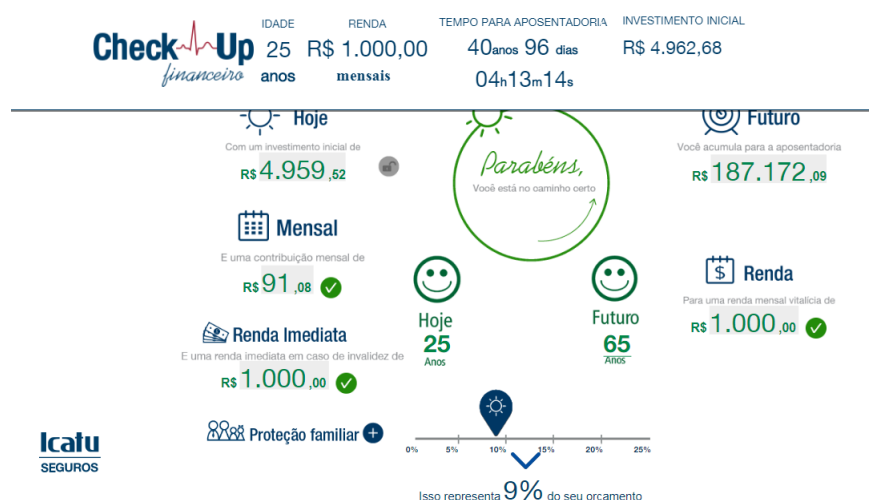 Check Up
financeiro
IDADE
25
anos
RENDA
R$ 1.000,00
mensais
TEMPO PARA APOSENTADORIA
40anos 96 dias
04h13m14s
INVESTIMENTO INICIAL
R$ 4.962,68
Hoje
Com um investimento inicial de
R$ 4.959 ,52
Mensal
E uma contribuição mensal de
R$ 91 ,08
Renda Imediata
E uma renda imediata em caso de invalidez de
R$ 1.000 ,00
Proteção familiar +
Parabéns,
Você está no caminho certo
Hoje
25
Anos
Futuro
65
Anos
Futuro
Você acumula para a aposentadoria
R$ 187.172 ,09
$ Renda
Para uma renda mensal vitalícia de
R$ 1.000 ,00
0% 5% 10% 15% 20% 25%
Isso representa 9% do seu orçamento
Icatu
SEGUROS